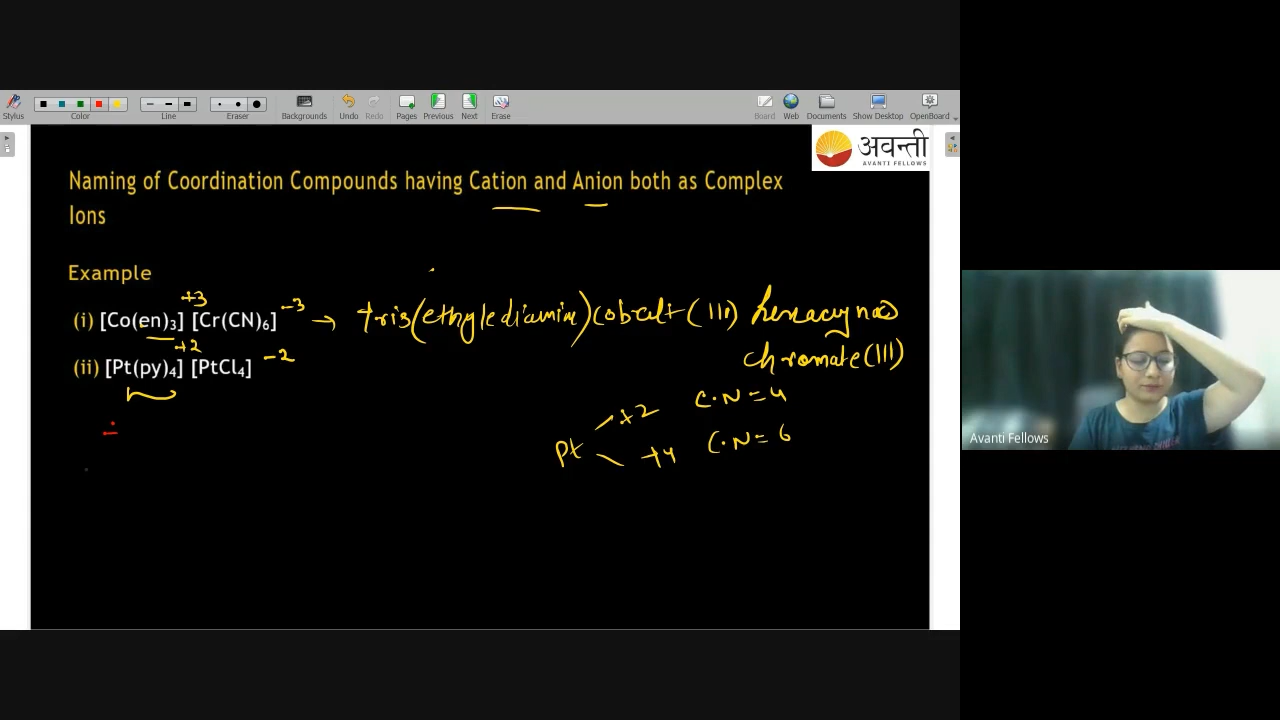 Stylus Color Line Eraser Backgrounds Undo Redo Pages Previous Next Erase Board Web Documents Show Desktop OpenBoard
अवन्ती
AVANTI FELLOWS
Naming of Coordination Compounds having Cation and Anion both as Complex
Ions
Example
+3 -3
(i) [Co(en)₃] [Cr(CN)₆] → tris(ethylediamine)cobalt(III) hexacyno
chromate(III)
+2 -2
(ii) [Pt(py)₄] [PtCl₄]
Pt +2 C.N = 4
+4 C.N = 6
Avanti Fellows